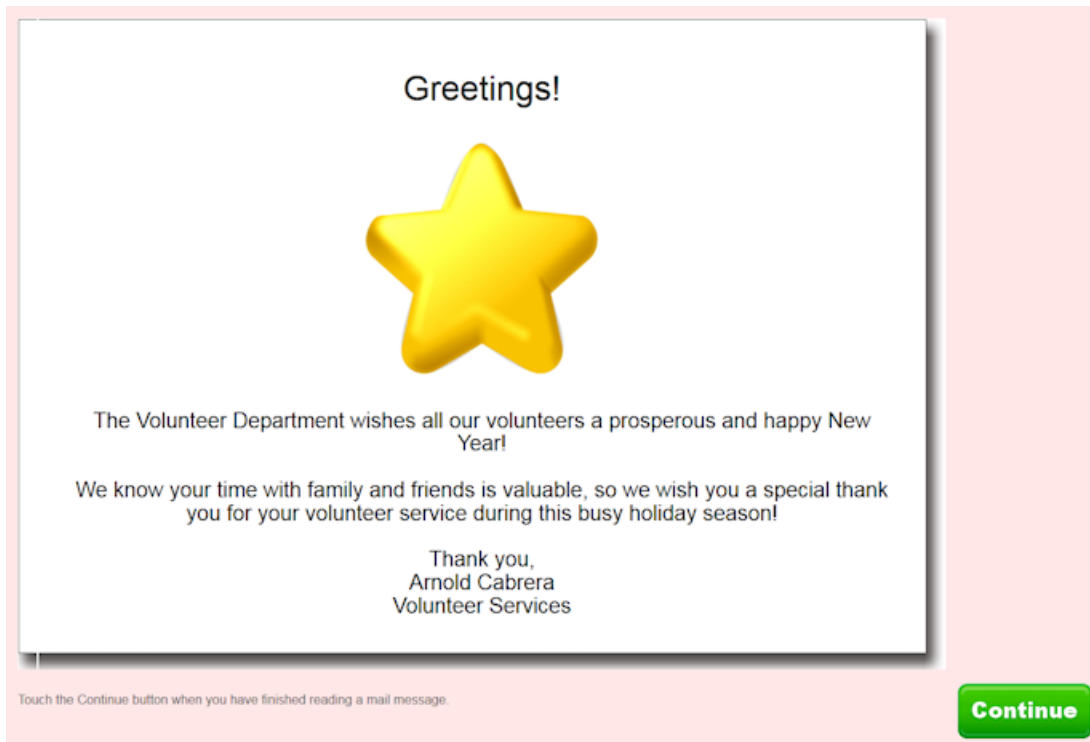 Greetings!
The Volunteer Department wishes all our volunteers a prosperous and happy New
Year!
We know your time with family and friends is valuable, so we wish you a special thank
you for your volunteer service during this busy holiday season!
Thank you,
Arnold Cabrera
Volunteer Services
Touch the Continue button when you have finished reading a mail message.
Continue